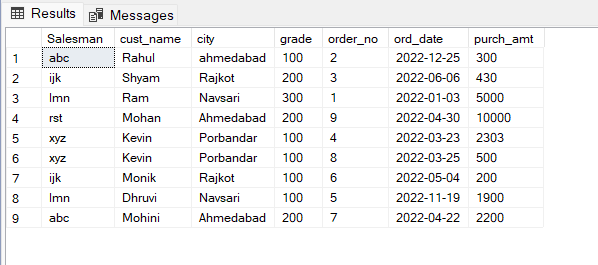 Results Messages
Salesman cust_name city grade order_no ord_date purch_amt
1 abc Rahul ahmedabad 100 2 2022-12-25 300
2 ijk Shyam Rajkot 200 3 2022-06-06 430
3 lmn Ram Navsari 300 1 2022-01-03 5000
4 rst Mohan Ahmedabad 200 9 2022-04-30 10000
5 xyz Kevin Porbandar 100 4 2022-03-23 2303
6 xyz Kevin Porbandar 100 8 2022-03-25 500
7 ijk Monik Rajkot 100 6 2022-05-04 200
8 lmn Dhruvi Navsari 100 5 2022-11-19 1900
9 abc Mohini Ahmedabad 200 7 2022-04-22 2200